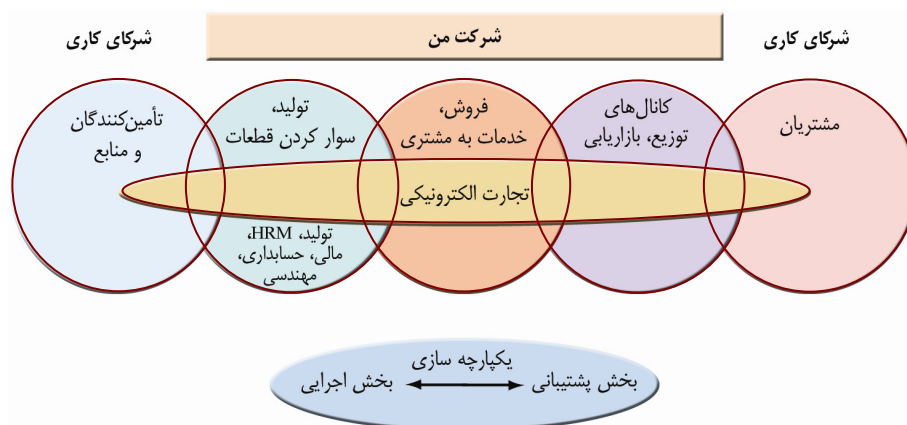 شرکای کاری
شرکت من
شرکای کاری
مشتریان
کانال‌های
توزیع، بازاریابی
فروش،
خدمات به مشتری
تولید،
سوار کردن قطعات
تأمین‌کنندگان
و منابع
تجارت الکترونیکی
تولید، HRM،
مالی، حسابداری،
مهندسی
یکپارچه سازی
بخش پشتیبانی
بخش اجرایی